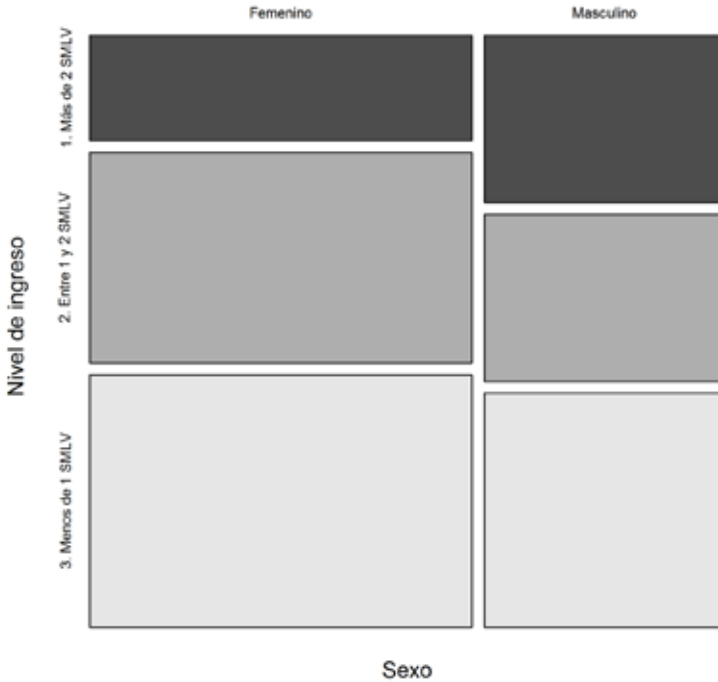 Femenino
Masculino
1. Más de 2 SMLV
2. Entre 1 y 2 SMLV
3. Menos de 1 SMLV
Nivel de ingreso
Sexo